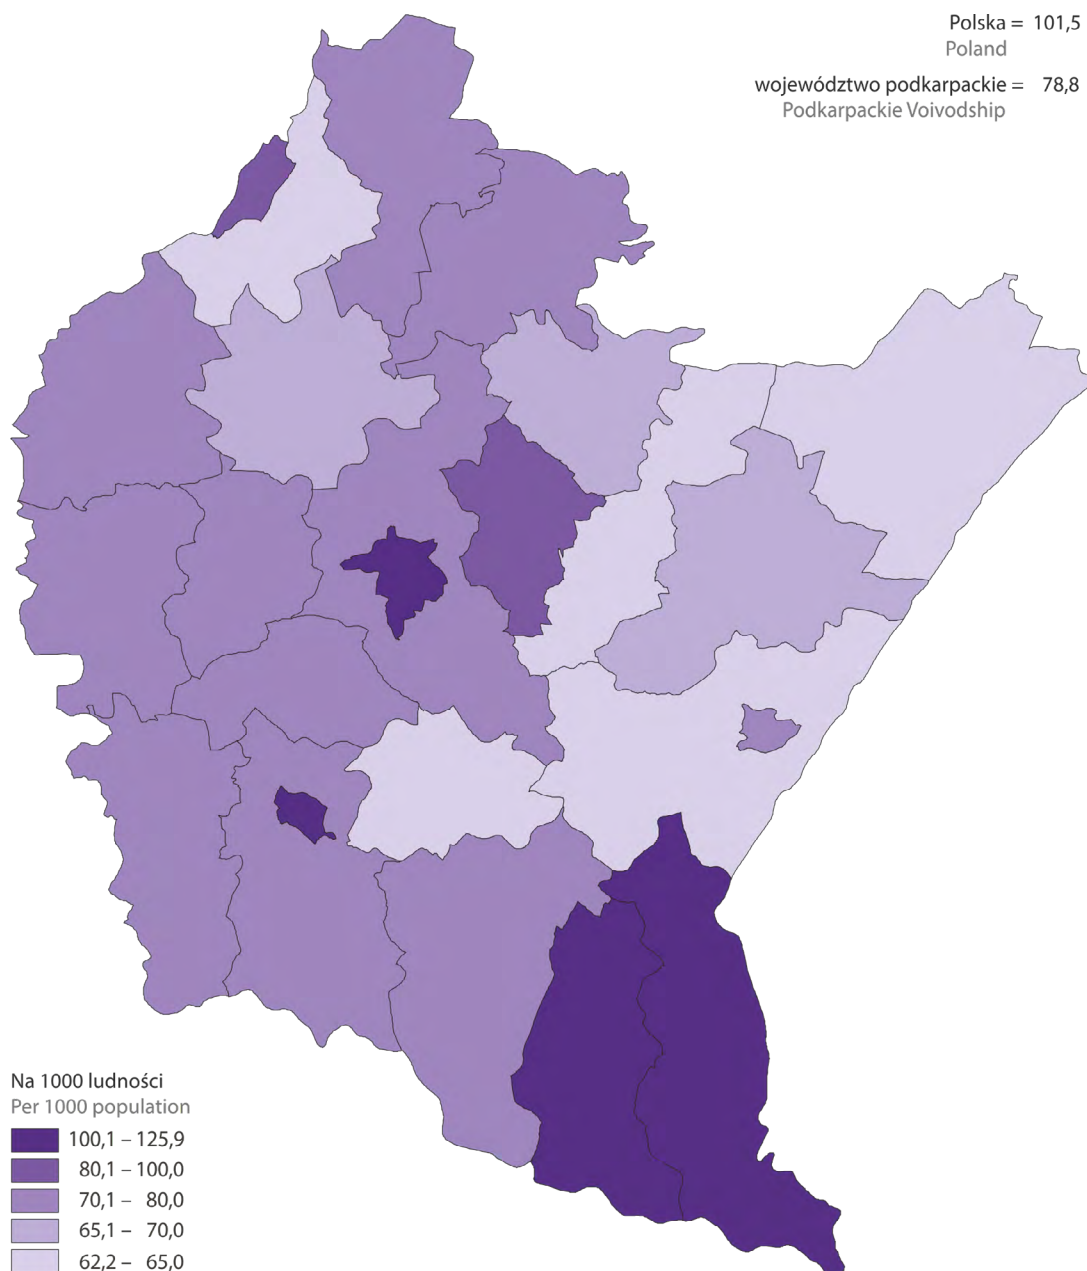 Polska = 101,5
Poland
województwo podkarpackie = 78,8
Podkarpackie Voivodship
Na 1000 ludności
Per 1000 population
100,1 – 125,9
80,1 – 100,0
70,1 – 80,0
65,1 – 70,0
62,2 – 65,0